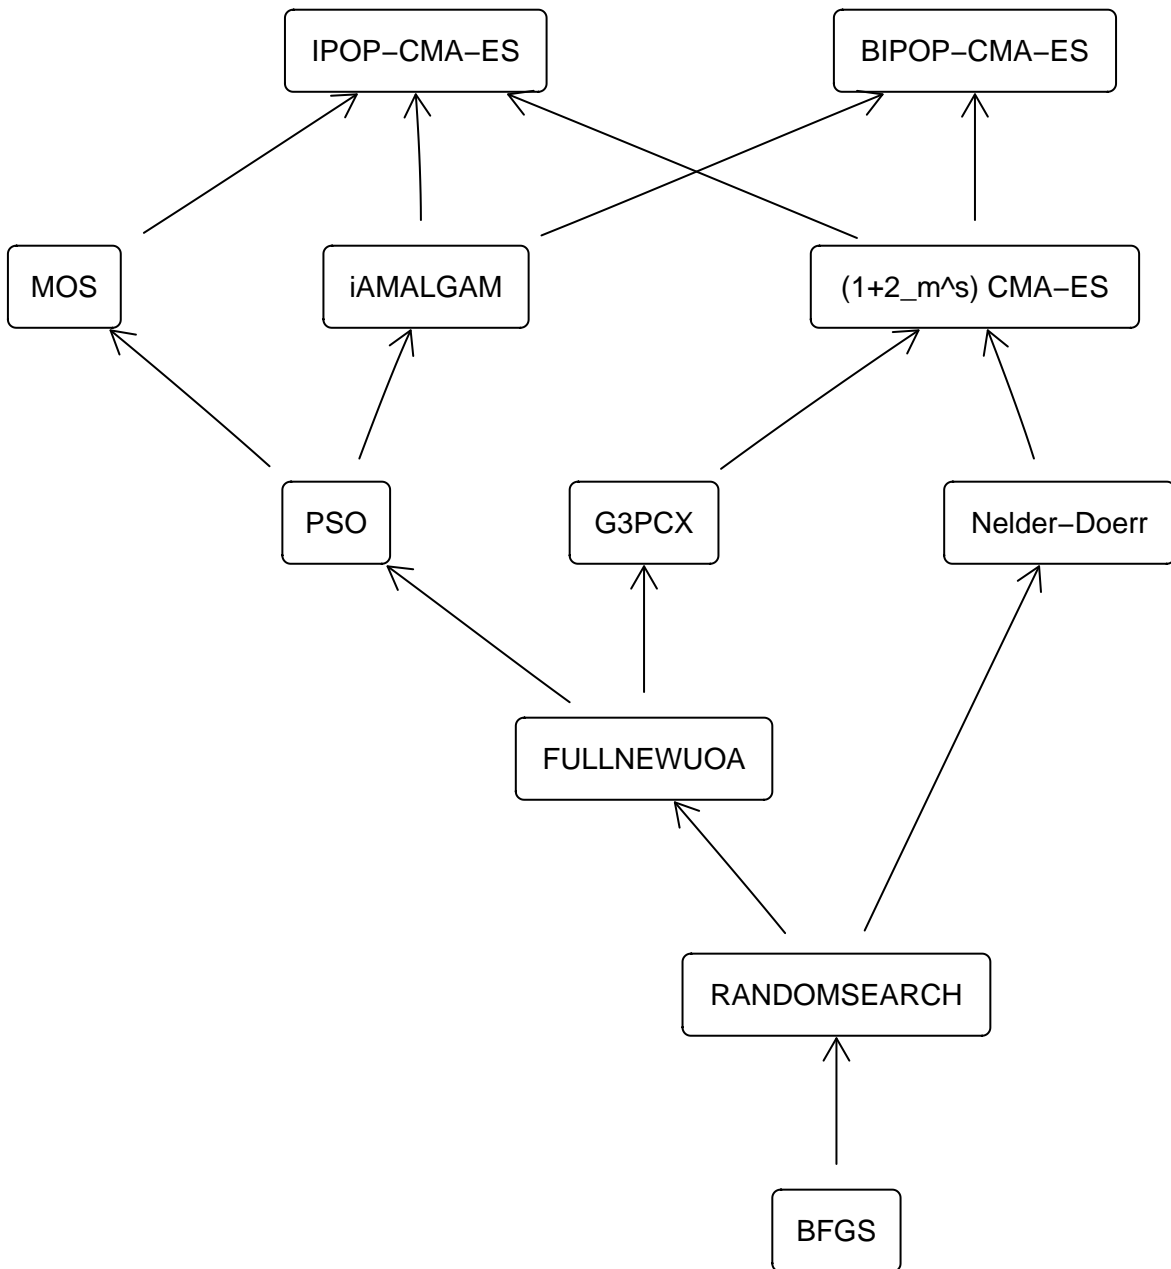 IPOP−CMA−ES
BIPOP−CMA−ES
MOS
iAMALGAM
(1+2_m^s) CMA−ES
PSO
G3PCX
Nelder−Doerr
FULLNEWUOA
RANDOMSEARCH
BFGS